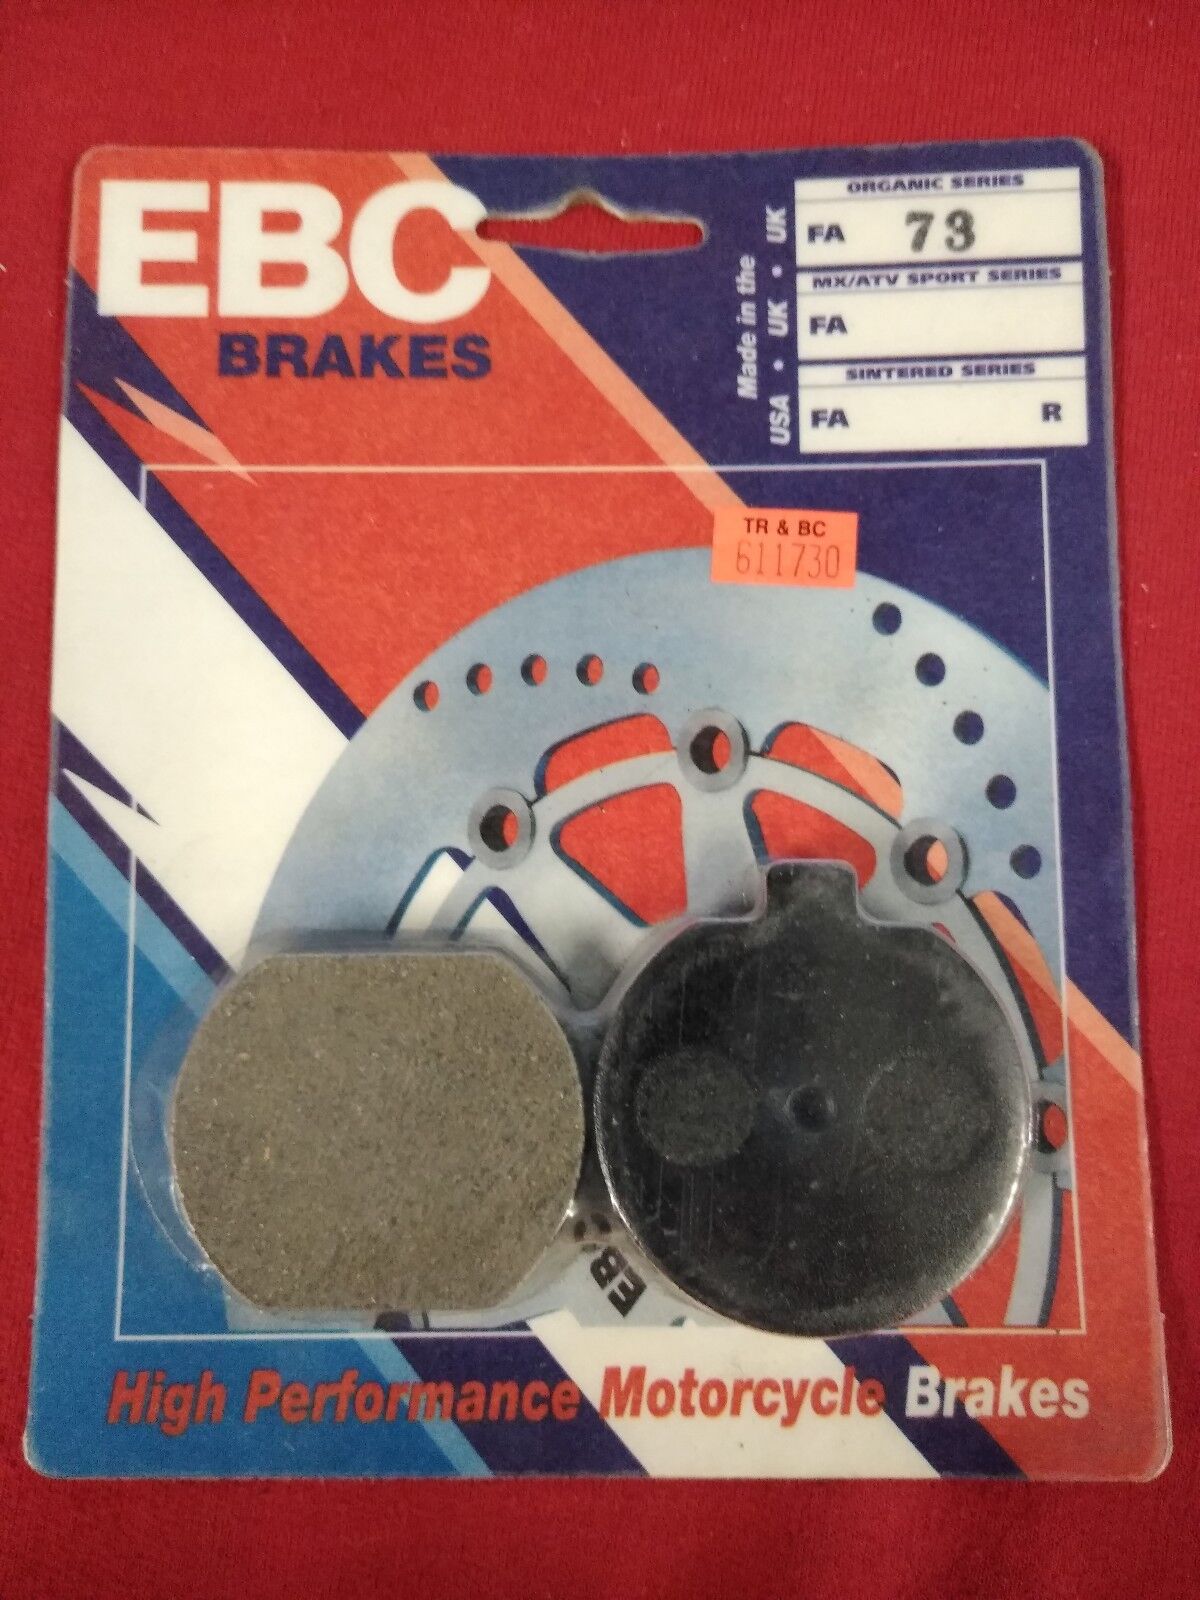 EBC
BRAKES
Made in the
USA • UK • UK
ORGANIC SERIES
FA 73
MX/ATV SPORT SERIES
FA
SINTERED SERIES
FA R
TR & BC
611730
EB
High Performance Motorcycle Brakes